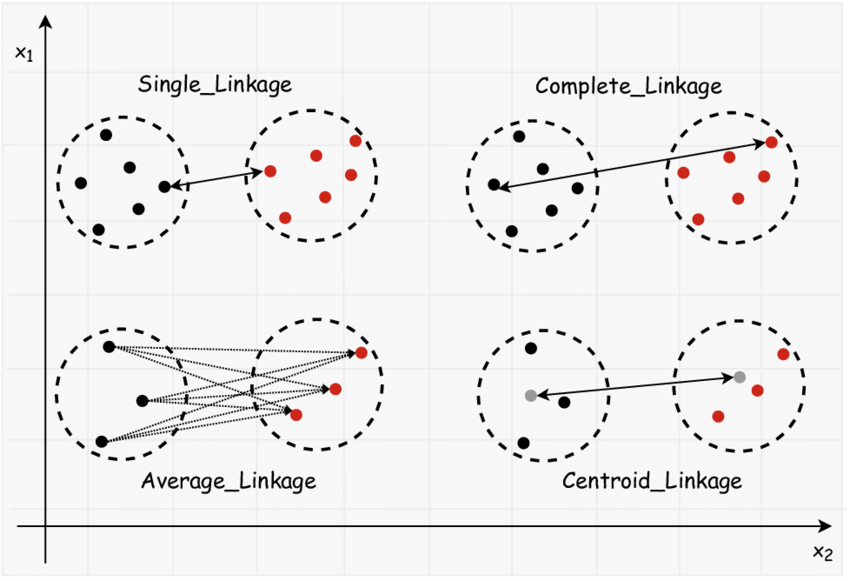 x₁
Single_Linkage
Complete_Linkage
Average_Linkage
Centroid_Linkage
x₂